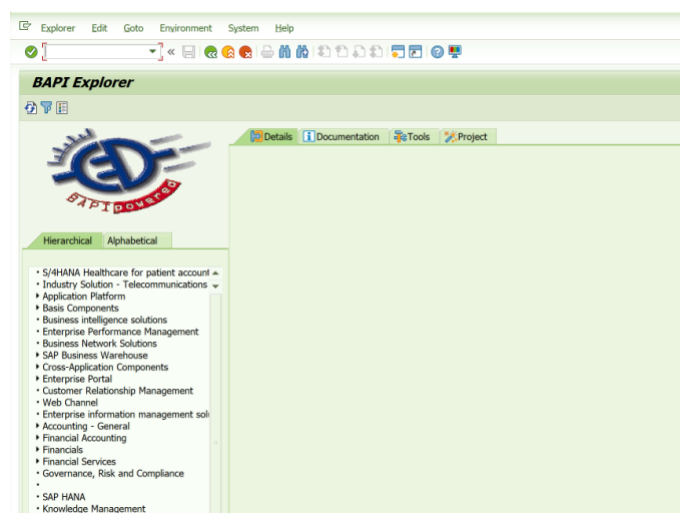 Explorer Edit Goto Environment System Help
BAPI Explorer
BAPI powered
Details Documentation Tools Project
Hierarchical Alphabetical
S/4HANA Healthcare for patient account
Industry Solution - Telecommunications
Application Platform
Basis Components
Business intelligence solutions
Enterprise Performance Management
Business Network Solutions
SAP Business Warehouse
Cross-Application Components
Enterprise Portal
Customer Relationship Management
Web Channel
Enterprise information management sol
Accounting - General
Financial Accounting
Financials
Financial Services
Governance, Risk and Compliance
SAP HANA
Knowledge Management